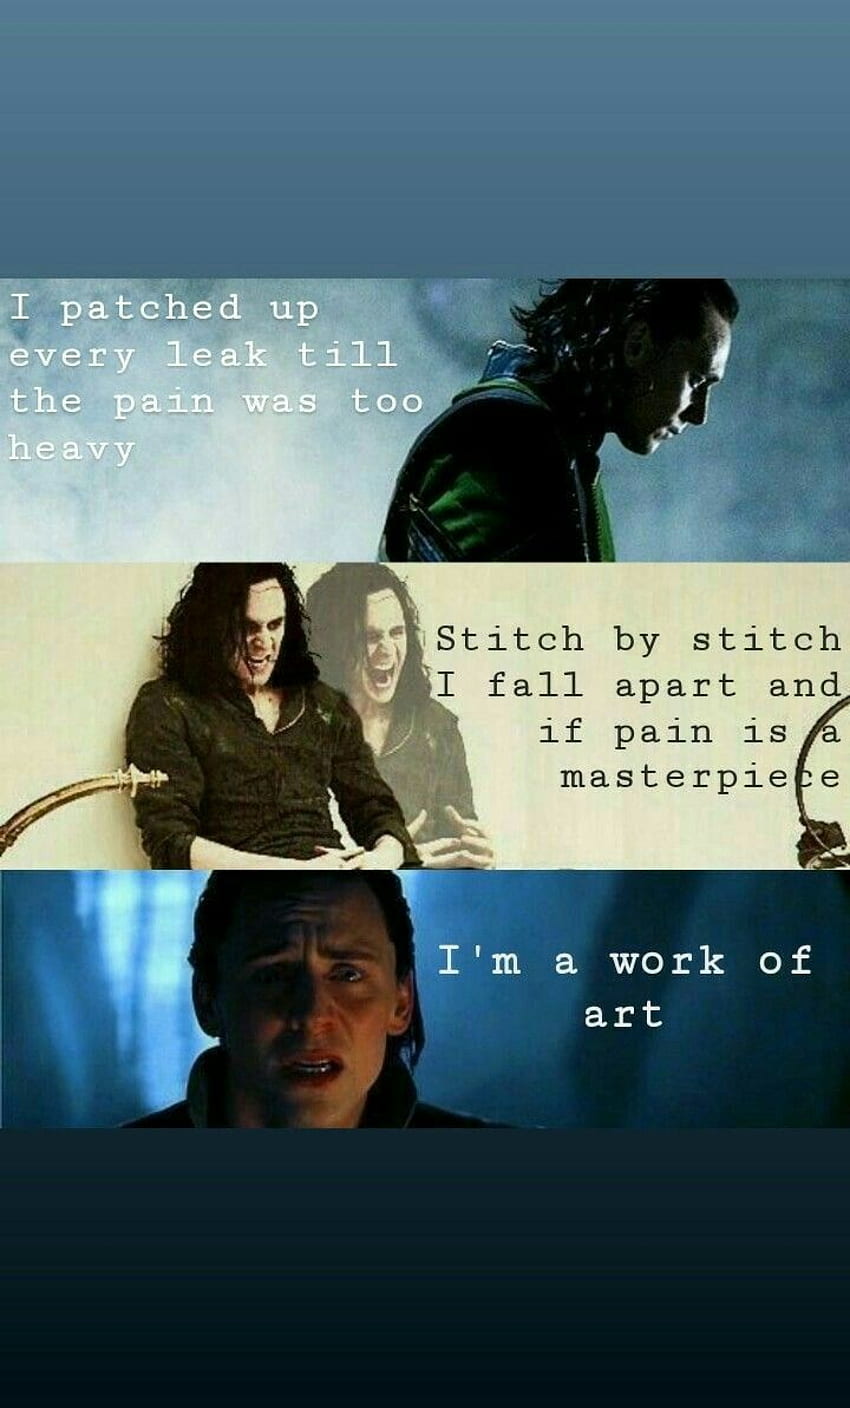 I patched up
every leak till
the pain was too
heavy
Stitch by stitch
I fall apart and
if pain is a
masterpiece
I'm a work of
art